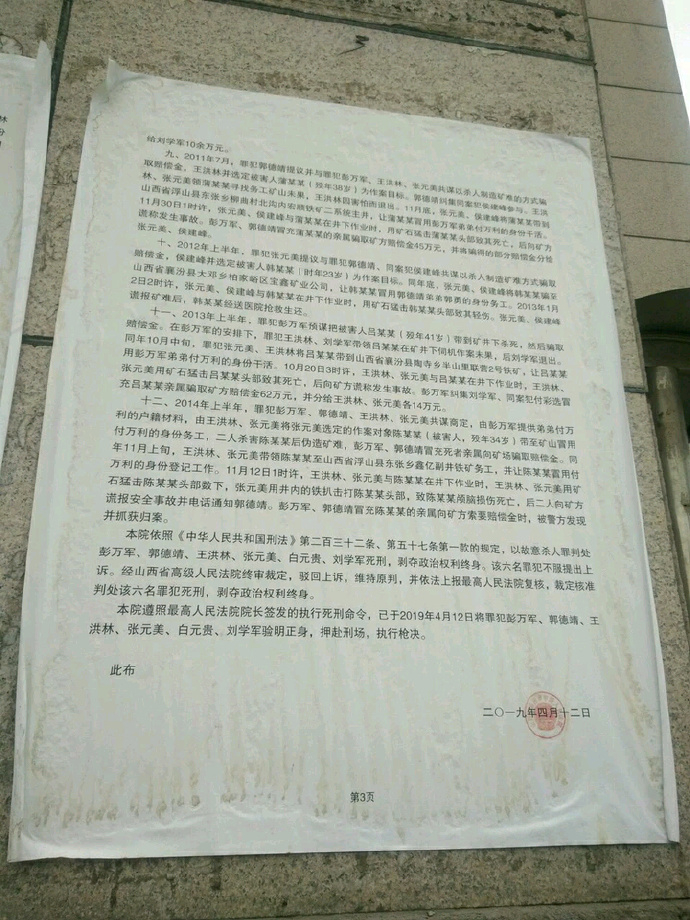 给刘学军10余万元。
九、2011年7月，罪犯郭德靖提议并与罪犯彭万军、王洪林、张元美共谋以杀人制造矿难的方式骗
取赔偿金，王洪林并选定被害人蒲某某（殁年38岁）为作案目标。郭德靖纠集同案犯侯建峰参与。王洪
林、张元美领蒲某某寻找务工矿山未果，王洪林因害怕而退出。11月底，张元美、侯建峰将蒲某某带到
山西省浮山县东张乡柳曲村北沟内宏瑞铁矿二系统主井，让蒲某某冒用彭万军弟弟付万利的身份干活。
11月30日1时许，张元美、侯建峰与蒲某某在井下作业时，用矿石猛击蒲某某头部致其死亡，后向矿方
谎称发生事故。彭万军、郭德靖冒充蒲某某的亲属骗取矿方赔偿金45万元，并将骗得的部分赔偿金分给
张元美、侯建峰。
十、2012年上半年，罪犯张元美提议与罪犯郭德靖、同案犯侯建峰共谋以杀人制造矿难方式骗取
赔偿金，侯建峰并选定被害人韩某某（时年23岁）为作案目标。同年底，郭德靖、侯建峰将韩某某骗至
山西省襄汾县大邓乡柏家峪区宝鑫矿业公司，让韩某某冒用郭德靖弟弟郭勇的身份务工。2013年1月
2日2时许，张元美、侯建峰与韩某某在井下作业时，用矿石猛击韩某某头部致其轻伤。张元美、侯建峰
谎报矿难后，韩某某经送医院抢救生还。
十一、2013年上半年，罪犯彭万军预谋把被害人吕某某（殁年41岁）带到矿井下杀死，然后骗取
赔偿金。在彭万军的安排下，罪犯王洪林、刘学军带领吕某某在矿井下伺机作案未果，后刘学军退出。
同年10月中旬，罪犯张元美、王洪林将吕某某带到山西省襄汾县陶寺乡半山里联营2号铁矿，让吕某某
用彭万军弟弟付万利的身份干活。10月20日3时许，王洪林、张元美与吕某某在井下作业时，王洪林、
张元美用矿石猛击吕某某头部致其死亡，后向矿方谎称发生事故。彭万军纠集刘学军、同案犯付彩选冒
充吕某某亲属骗取矿方赔偿金62万元，并分给王洪林、张元美各14万元。
十二、2014年上半年，罪犯彭万军、郭德靖、王洪林、张元美共谋商定，由彭万军提供弟弟付万
利的户籍材料，由王洪林、张元美将张元美选定的作案对象陈某某（被害人，殁年34岁）带至矿山冒用
付万利的身份务工，二人杀害陈某某后伪造矿难，彭万军、郭德靖冒充死者亲属向矿场骗取赔偿金。同
年11月上旬，王洪林、张元美带领陈某某至山西省浮山县东张乡鑫亿副井铁矿务工，并让陈某某冒用付
万利的身份登记工作。11月12日1时许，王洪林、张元美与陈某某在井下作业时，王洪林、张元美用矿
石猛击陈某某头部数下，张元美用井内的铁扒击打陈某某头部，致陈某某颅脑损伤死亡，后二人向矿方
谎报安全事故并电话通知郭德靖。彭万军、郭德靖冒充陈某某的亲属向矿方索要赔偿金时，被警方发现
并抓获归案。
本院依照《中华人民共和国刑法》第二百三十二条、第五十七条第一款的规定，以故意杀人罪判处
彭万军、郭德靖、王洪林、张元美、白元贵、刘学军死刑，剥夺政治权利终身。该六名罪犯不服提出上
诉。经山西省高级人民法院终审裁定，驳回上诉，维持原判，并依法上报最高人民法院复核，裁定核准
判处该六名罪犯死刑，剥夺政治权利终身。
本院遵照最高人民法院院长签发的执行死刑命令，已于2019年4月12日将罪犯彭万军、郭德靖、王
洪林、张元美、白元贵、刘学军验明正身，押赴刑场，执行枪决。
此布
二〇一九年四月十二日
第3页